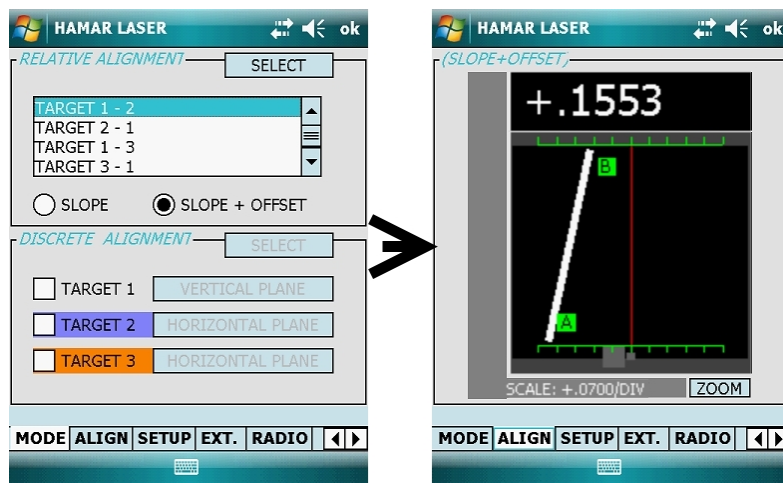 HAMAR LASER
ok
RELATIVE ALIGNMENT
SELECT
TARGET 1 - 2
TARGET 2 - 1
TARGET 1 - 3
TARGET 3 - 1
SLOPE
SLOPE + OFFSET
DISCRETE ALIGNMENT
SELECT
TARGET 1
VERTICAL PLANE
TARGET 2
HORIZONTAL PLANE
TARGET 3
HORIZONTAL PLANE
MODE ALIGN SETUP EXT. RADIO
HAMAR LASER
ok
(SLOPE+OFFSET)
+.1553
B
A
SCALE: +.0700/DIV
ZOOM
MODE ALIGN SETUP EXT. RADIO